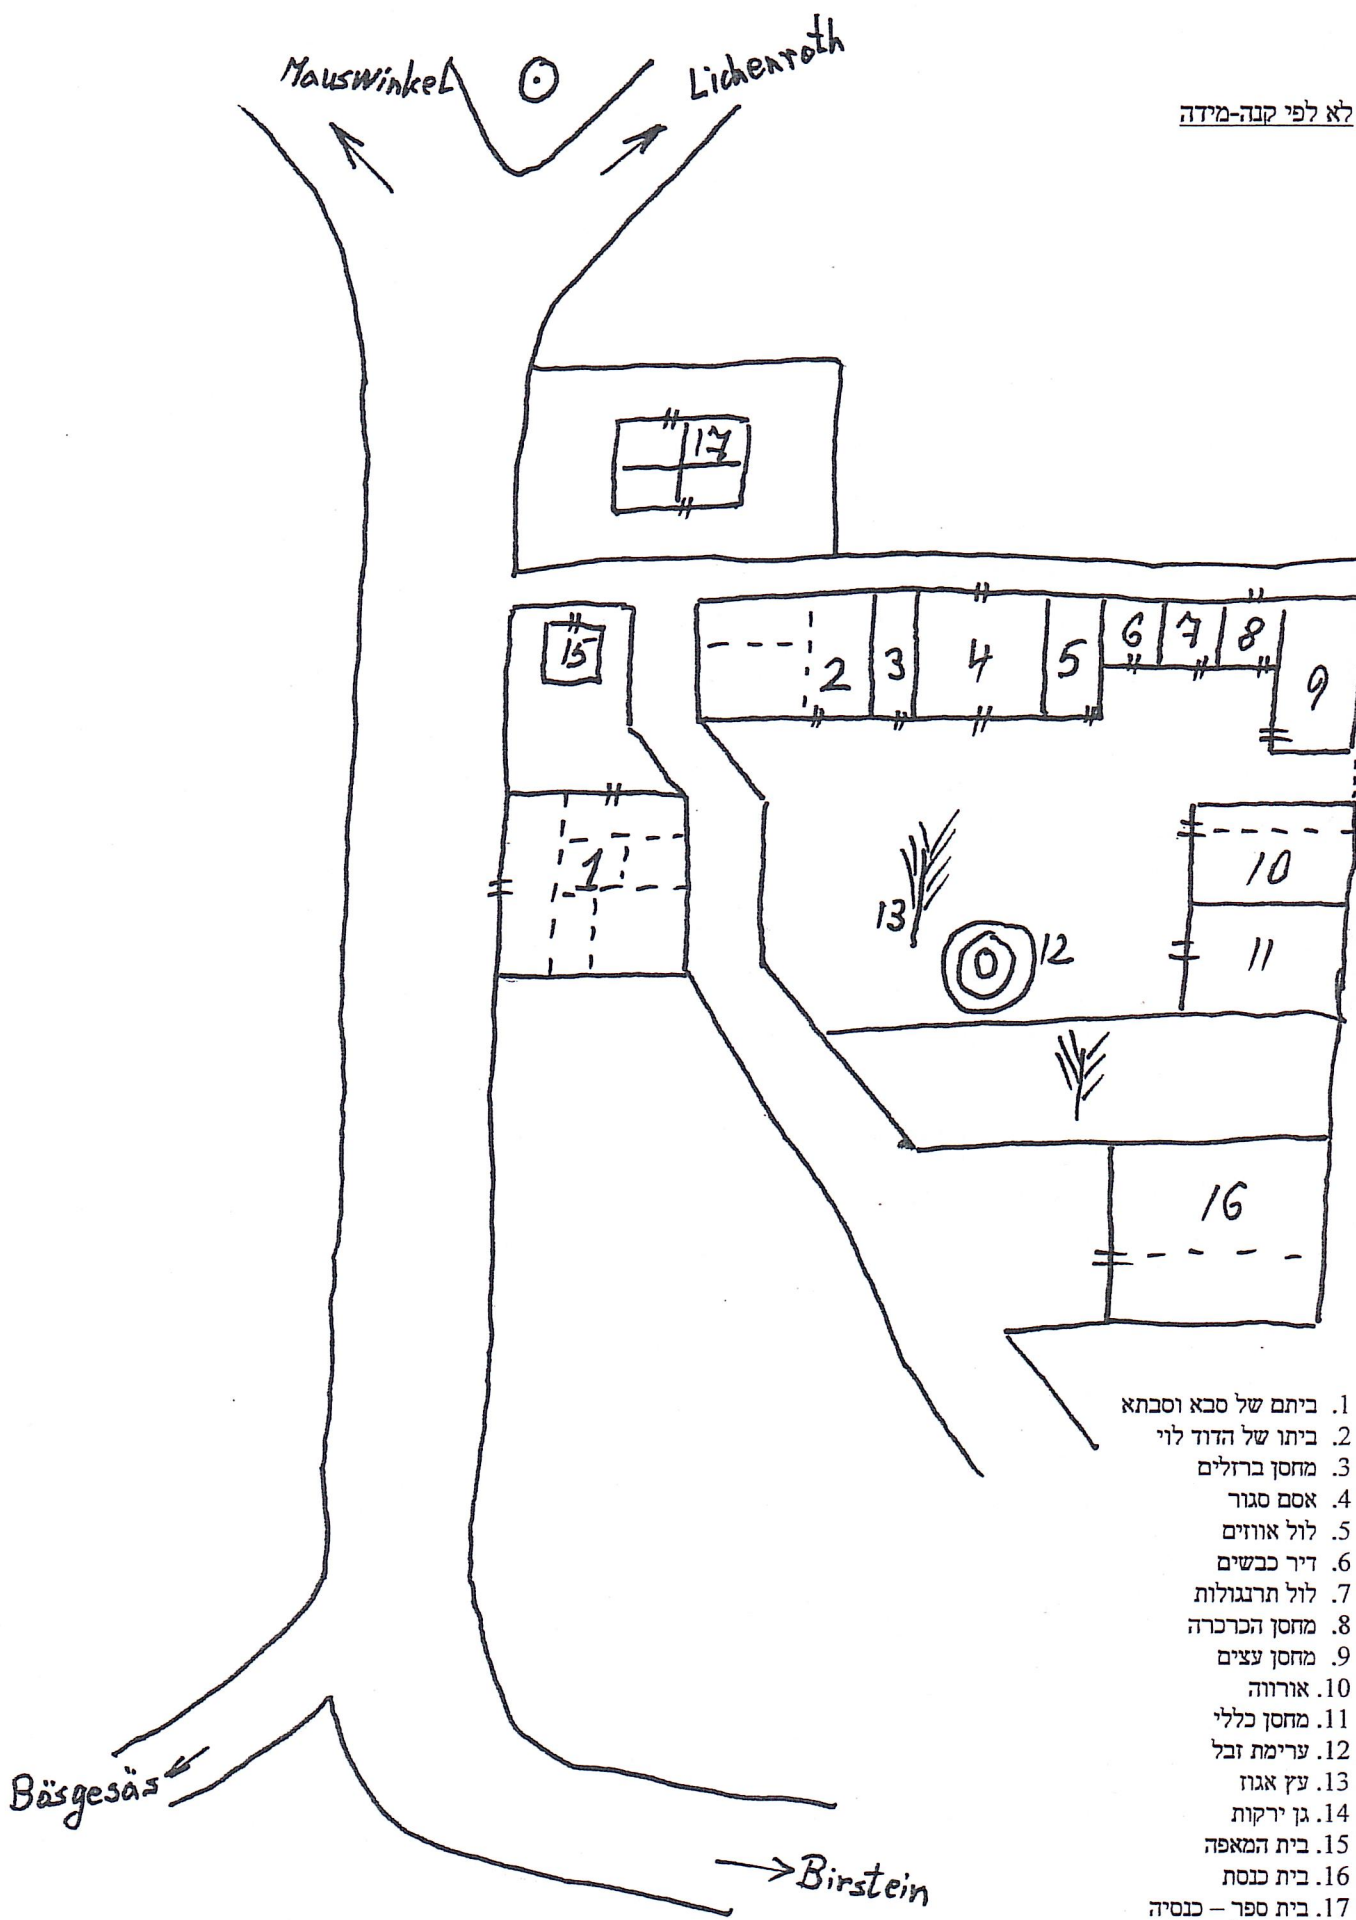 Mauswinkel
Lichenroth
לא לפי קנה-מידה
17
15
2
3
4
5
6
7
8
9
1
10
13
12
11
16
1. ביתם של סבא וסבתא
2. ביתו של הדוד לוי
3. מחסן ברזלים
4. אסם סגור
5. לול אווזים
6. דיר כבשים
7. לול תרנגולות
8. מחסן הכרכרה
9. מחסן עצים
10. אורווה
11. מחסן כללי
12. ערימת זבל
13. עץ אגוז
14. גן ירקות
15. בית המאפה
16. בית כנסת
17. בית ספר – כנסיה
Bösgesäs
Birstein